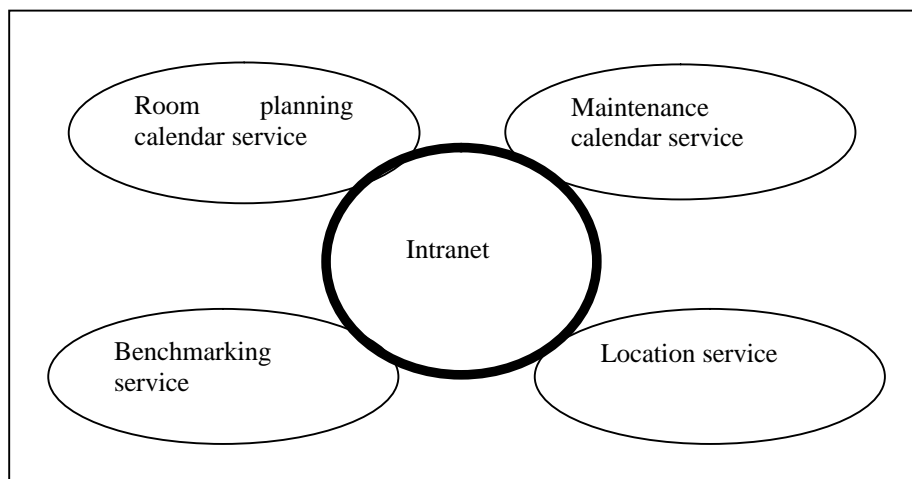 Room planning
calendar service
Maintenance
calendar service
Intranet
Benchmarking
service
Location service